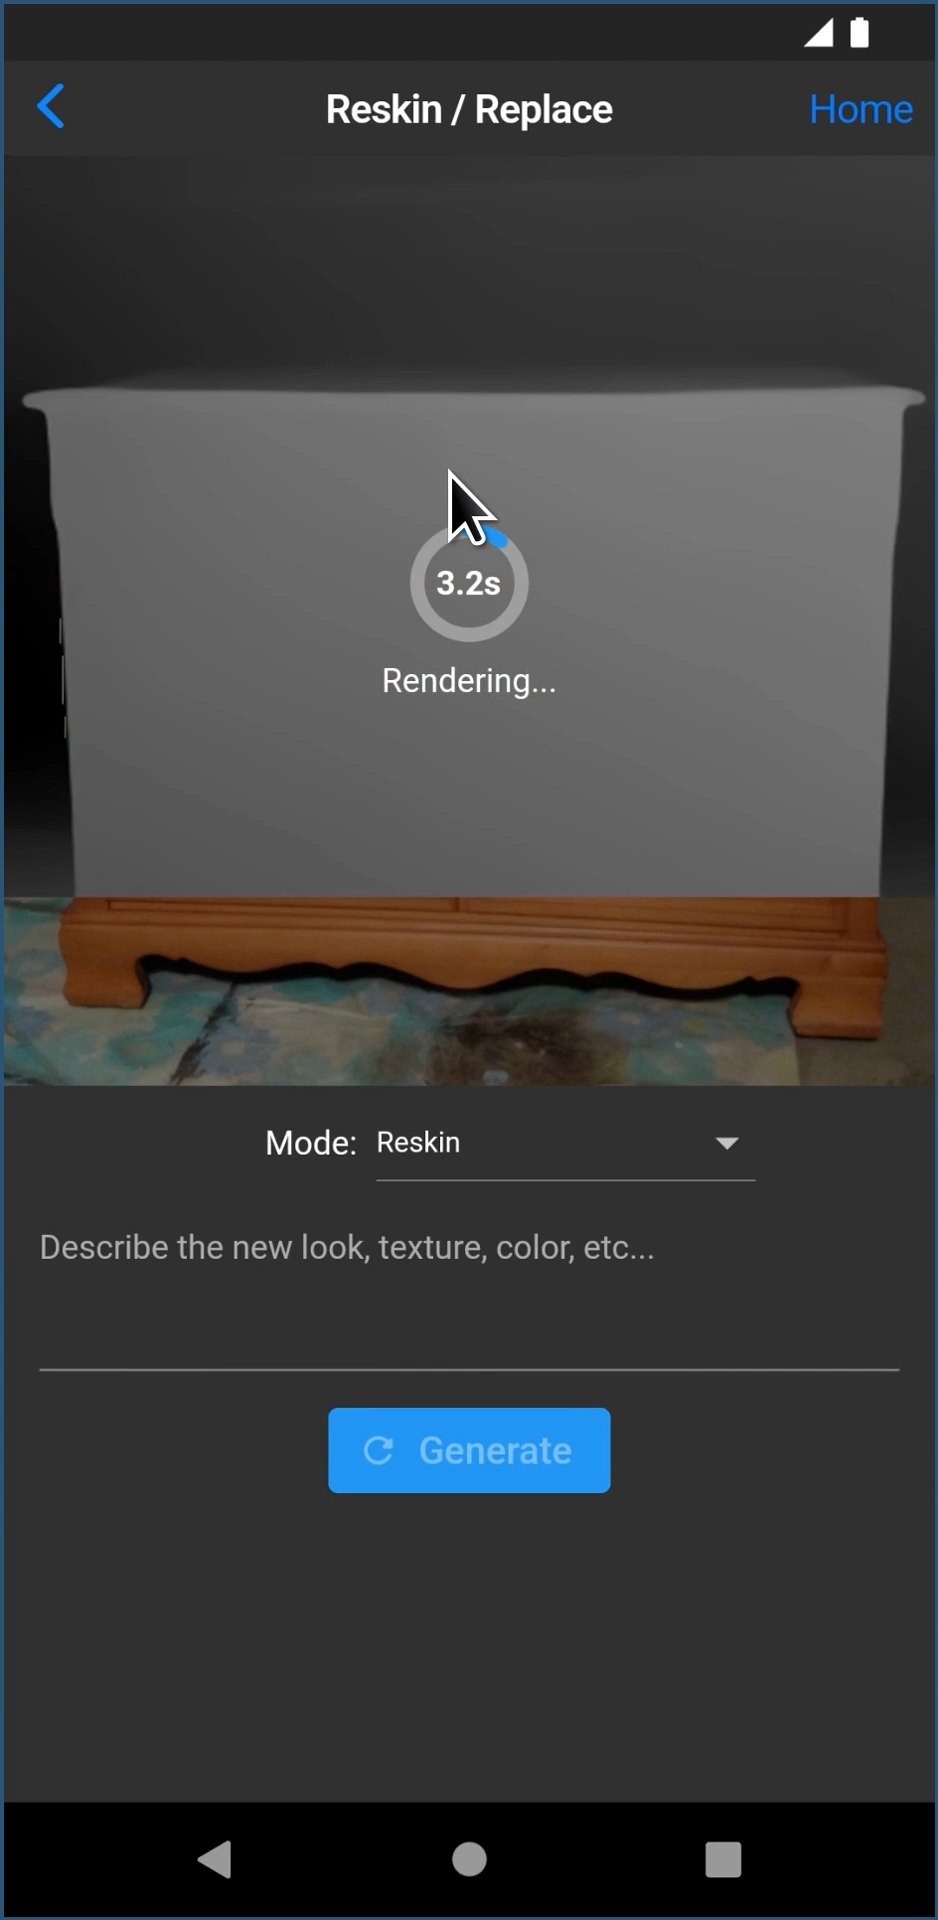 Reskin / Replace
Home
3.2s
Rendering...
Mode: Reskin
Describe the new look, texture, color, etc...
Generate